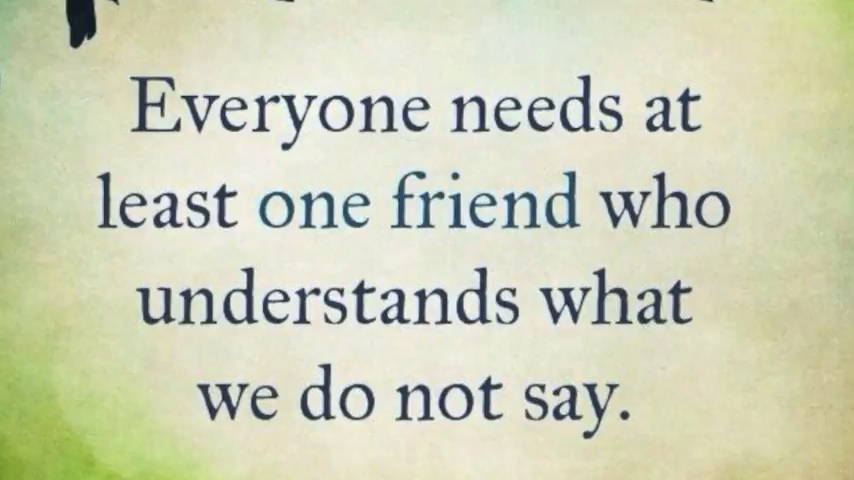 Everyone needs at
least one friend who
understands what
we do not say.